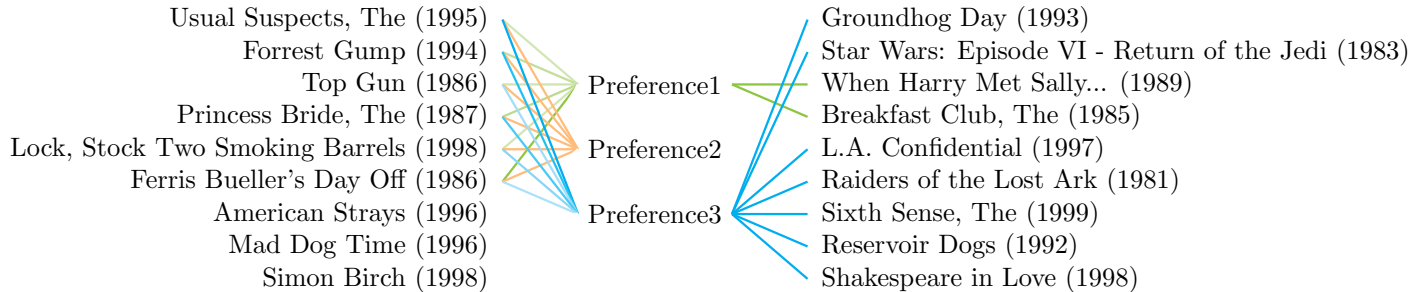 Usual Suspects, The (1995)
Forrest Gump (1994)
Top Gun (1986)
Princess Bride, The (1987)
Lock, Stock Two Smoking Barrels (1998)
Ferris Bueller's Day Off (1986)
American Strays (1996)
Mad Dog Time (1996)
Simon Birch (1998)
Preference1
Preference2
Preference3
Groundhog Day (1993)
Star Wars: Episode VI - Return of the Jedi (1983)
When Harry Met Sally... (1989)
Breakfast Club, The (1985)
L.A. Confidential (1997)
Raiders of the Lost Ark (1981)
Sixth Sense, The (1999)
Reservoir Dogs (1992)
Shakespeare in Love (1998)